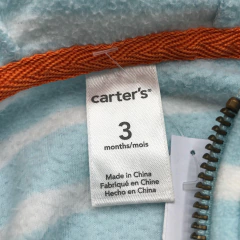 carter's®
3
months/mois
Made in China
Fabriqué en Chine
Hecho en China